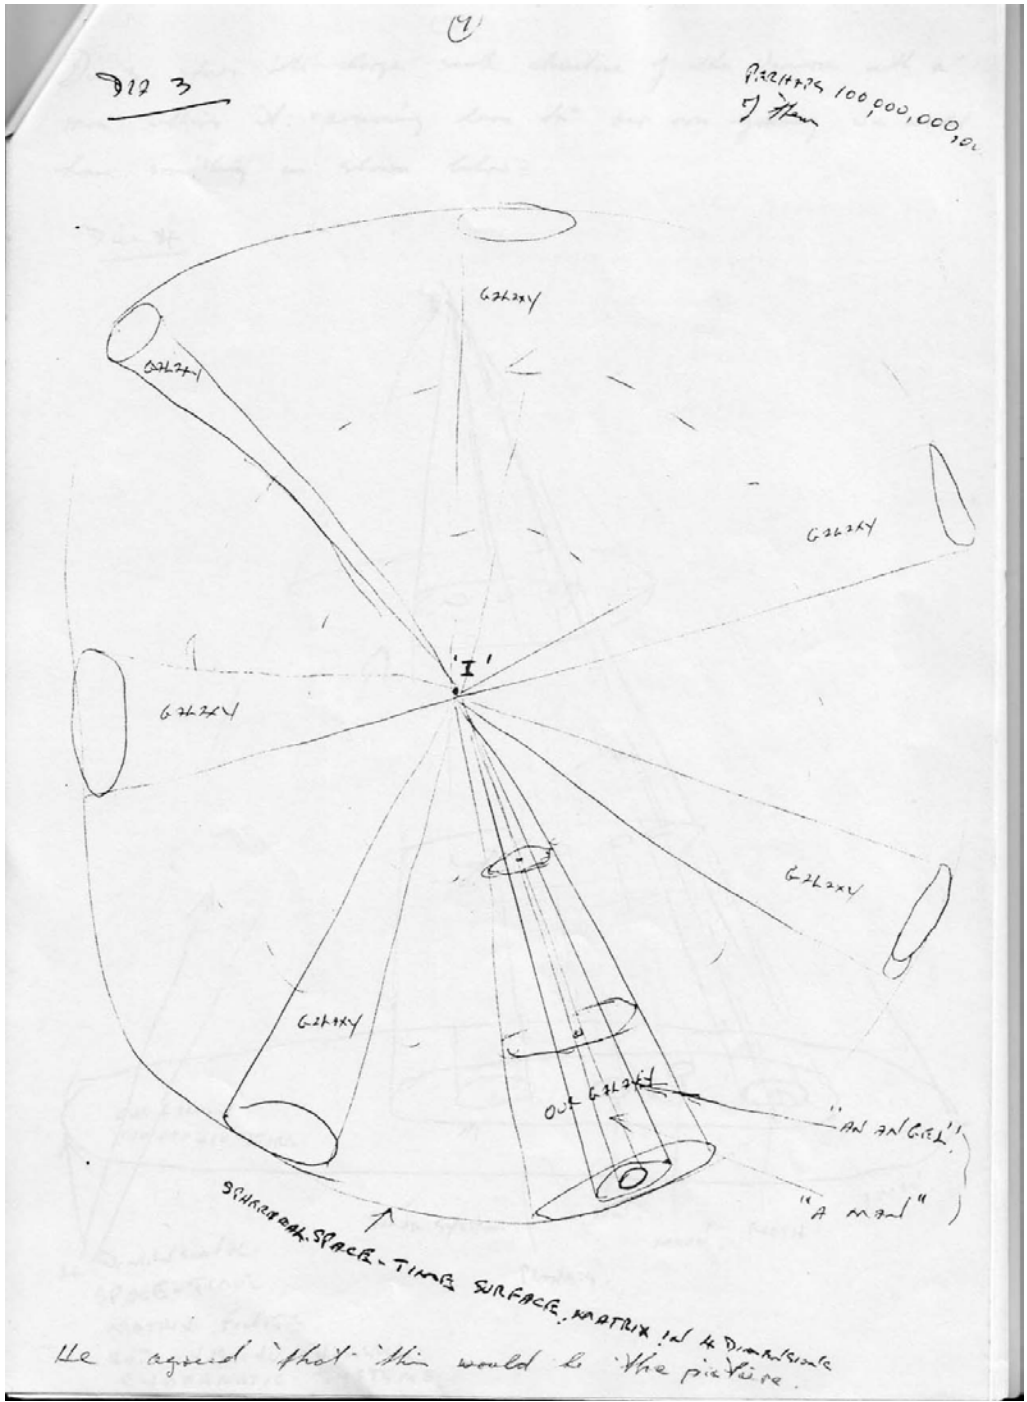 DIA 3
PERHAPS 100,000,000,0
of them
GALAXY
GALAXY
GALAXY
'I'
GALAXY
GALAXY
GALAXY
OUR GALAXY
"AN ANGEL"
"A MAN"
SPHERICAL SPACE-TIME SURFACE, MATRIX IN 4 DIMENSIONS
He agreed that this would be the picture.